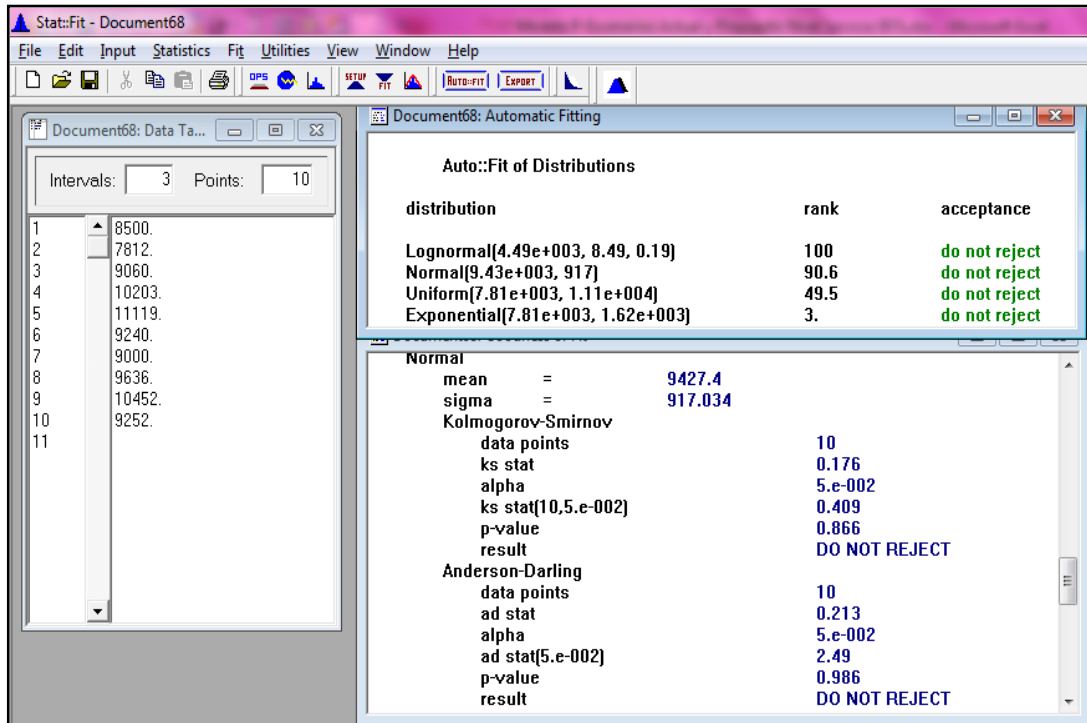 Stat::Fit - Document68
File Edit Input Statistics Fit Utilities View Window Help
OPS SETUP FIT AUTO::FIT EXPORT
Document68: Data Ta...
Intervals: 3 Points: 10
1 8500.
2 7812.
3 9060.
4 10203.
5 11119.
6 9240.
7 9000.
8 9636.
9 10452.
10 9252.
11
Document68: Automatic Fitting
Auto::Fit of Distributions
distribution rank acceptance
Lognormal(4.49e+003, 8.49, 0.19) 100 do not reject
Normal(9.43e+003, 917) 90.6 do not reject
Uniform(7.81e+003, 1.11e+004) 49.5 do not reject
Exponential(7.81e+003, 1.62e+003) 3. do not reject
Normal
mean = 9427.4
sigma = 917.034
Kolmogorov-Smirnov
data points 10
ks stat 0.176
alpha 5.e-002
ks stat(10,5.e-002) 0.409
p-value 0.866
result DO NOT REJECT
Anderson-Darling
data points 10
ad stat 0.213
alpha 5.e-002
ad stat(5.e-002) 2.49
p-value 0.986
result DO NOT REJECT